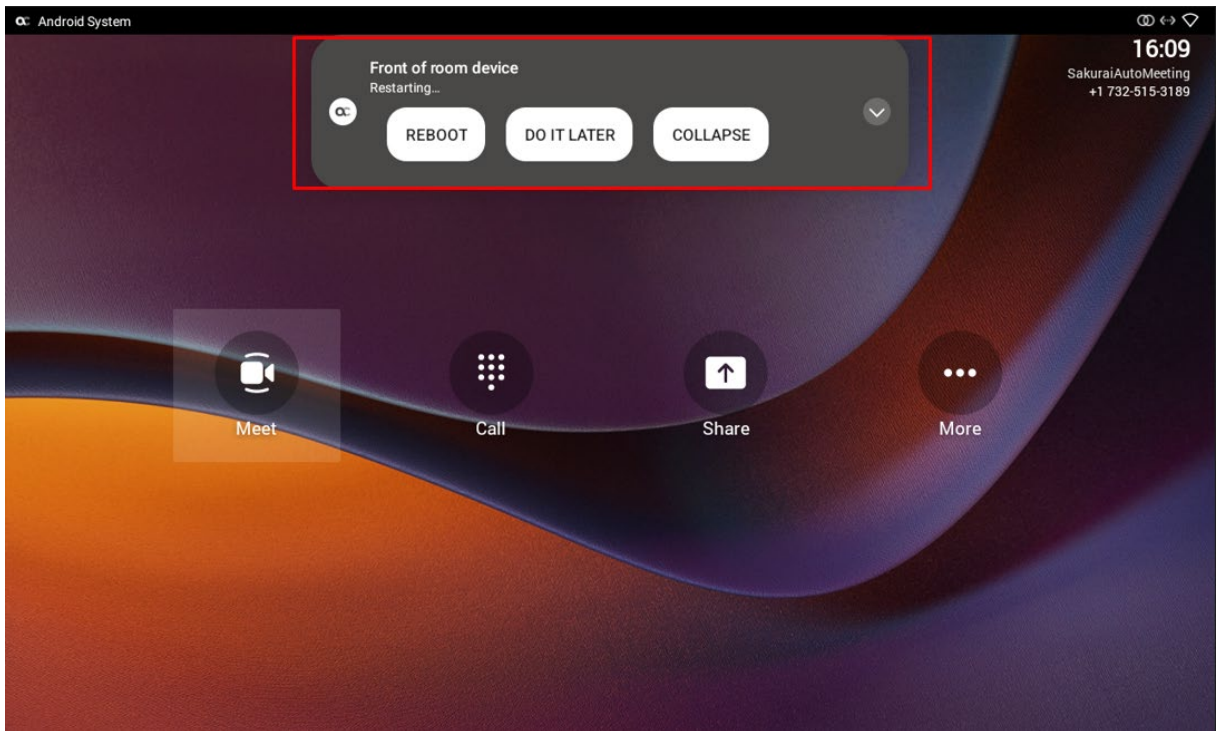 Android System
16:09
SakuraiAutoMeeting
+1 732-515-3189
Front of room device
Restarting...
REBOOT DO IT LATER COLLAPSE
Meet Call Share More